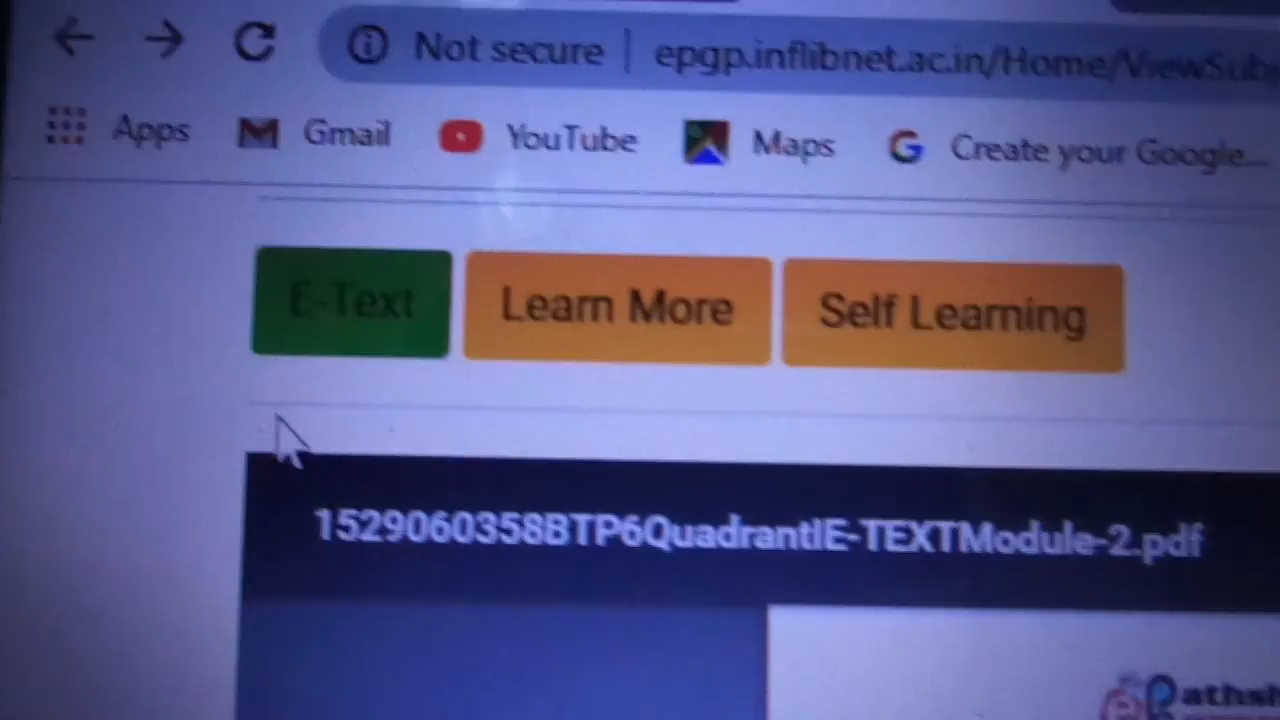 Not secure | epgp.inflibnet.ac.in/Home/ViewSub
Apps Gmail YouTube Maps Create your Google...
E-Text Learn More Self Learning
1529060358BTP6QuadrantIE-TEXTModule-2.pdf
ePathsh